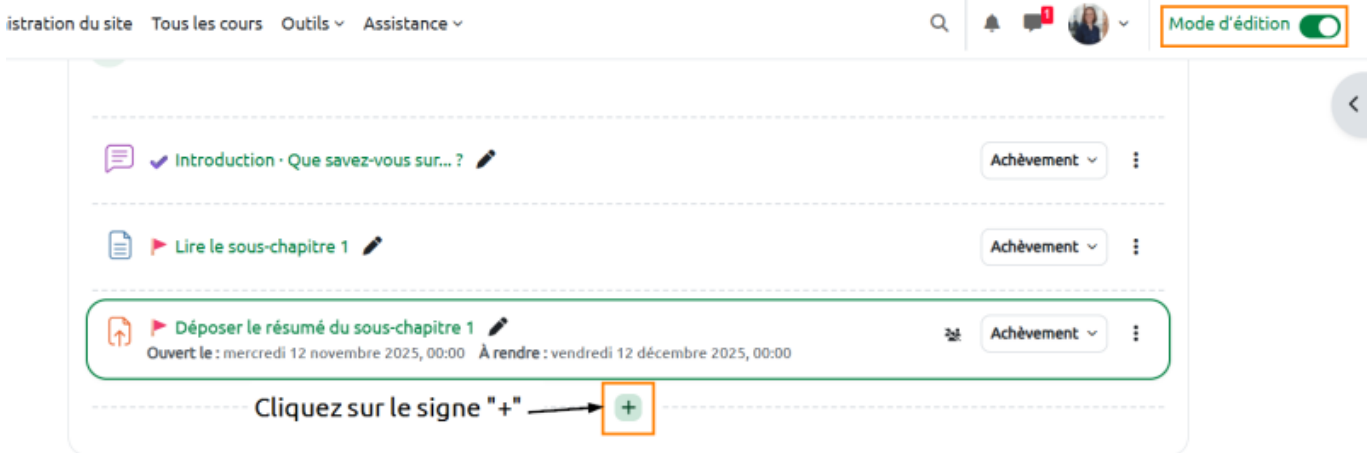 istration du site Tous les cours Outils Assistance 1 Mode d'édition
Introduction · Que savez-vous sur... ? Achèvement
Lire le sous-chapitre 1 Achèvement
Déposer le résumé du sous-chapitre 1 Achèvement
Ouvert le : mercredi 12 novembre 2025, 00:00 À rendre : vendredi 12 décembre 2025, 00:00
Cliquez sur le signe "+" +